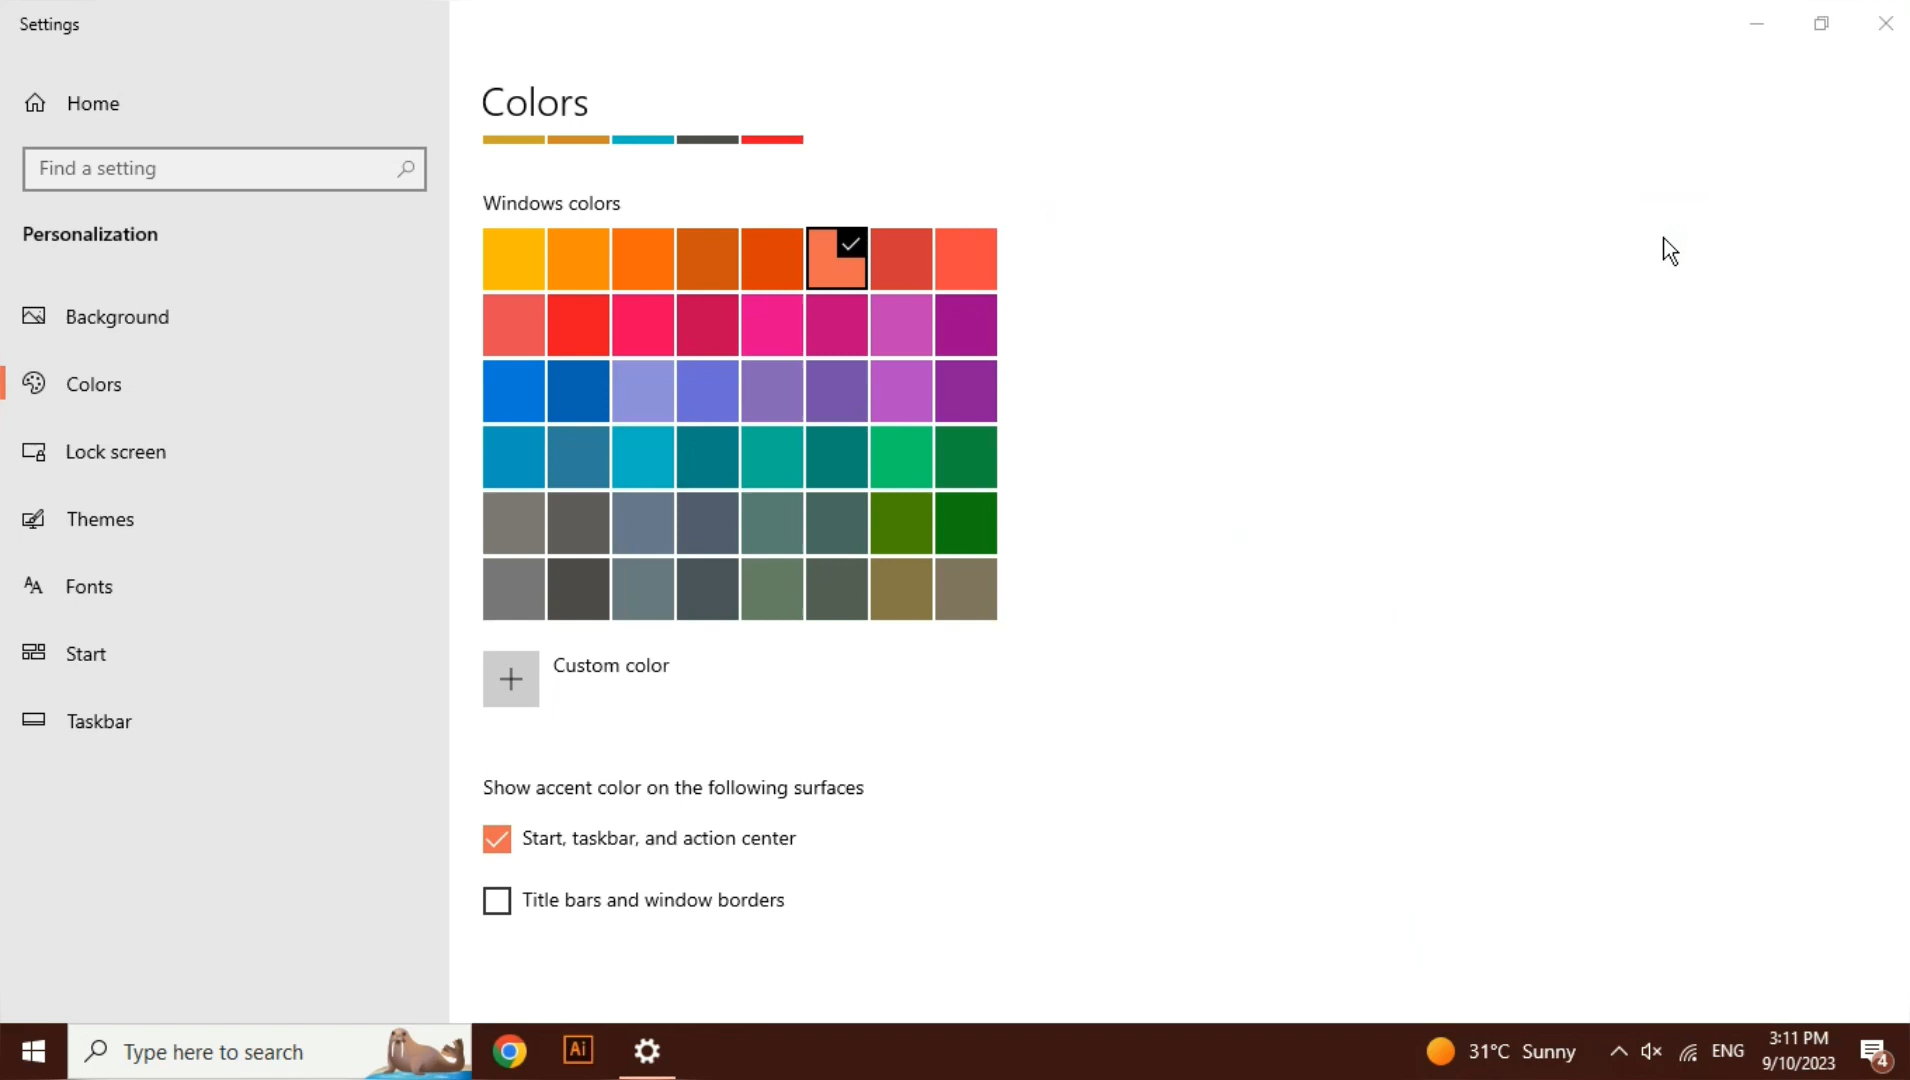 Settings
Home
Find a setting
Personalization
Background
Colors
Lock screen
Themes
Fonts
Start
Taskbar
Colors
Windows colors
Custom color
Show accent color on the following surfaces
Start, taskbar, and action center
Title bars and window borders
Type here to search
Ai
31°C Sunny
ENG
3:11 PM
9/10/2023
4